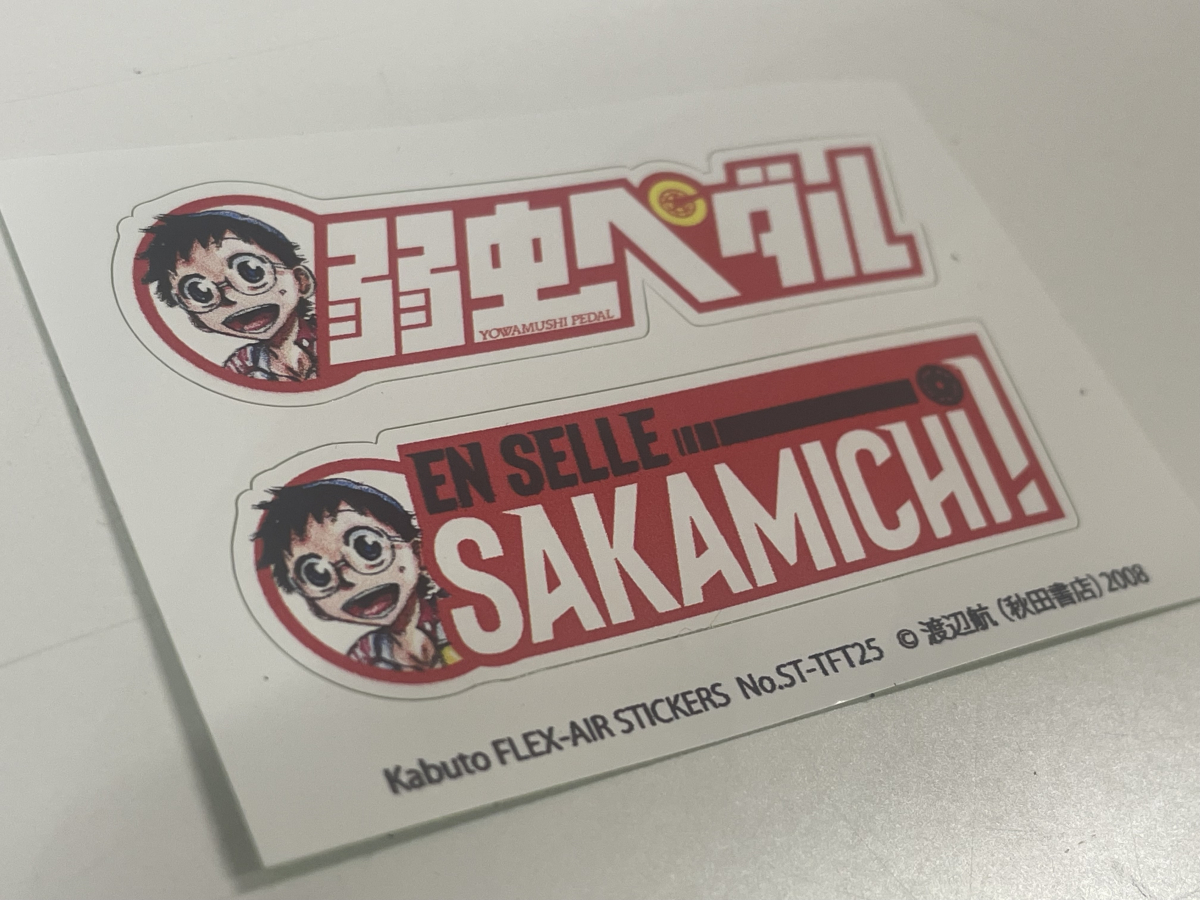 弱虫ペダル
YOWAMUSHI PEDAL
EN SELLE
SAKAMICHI!
Kabuto FLEX-AIR STICKERS No.ST-TFT25 © 渡辺航 (秋田書店) 2008